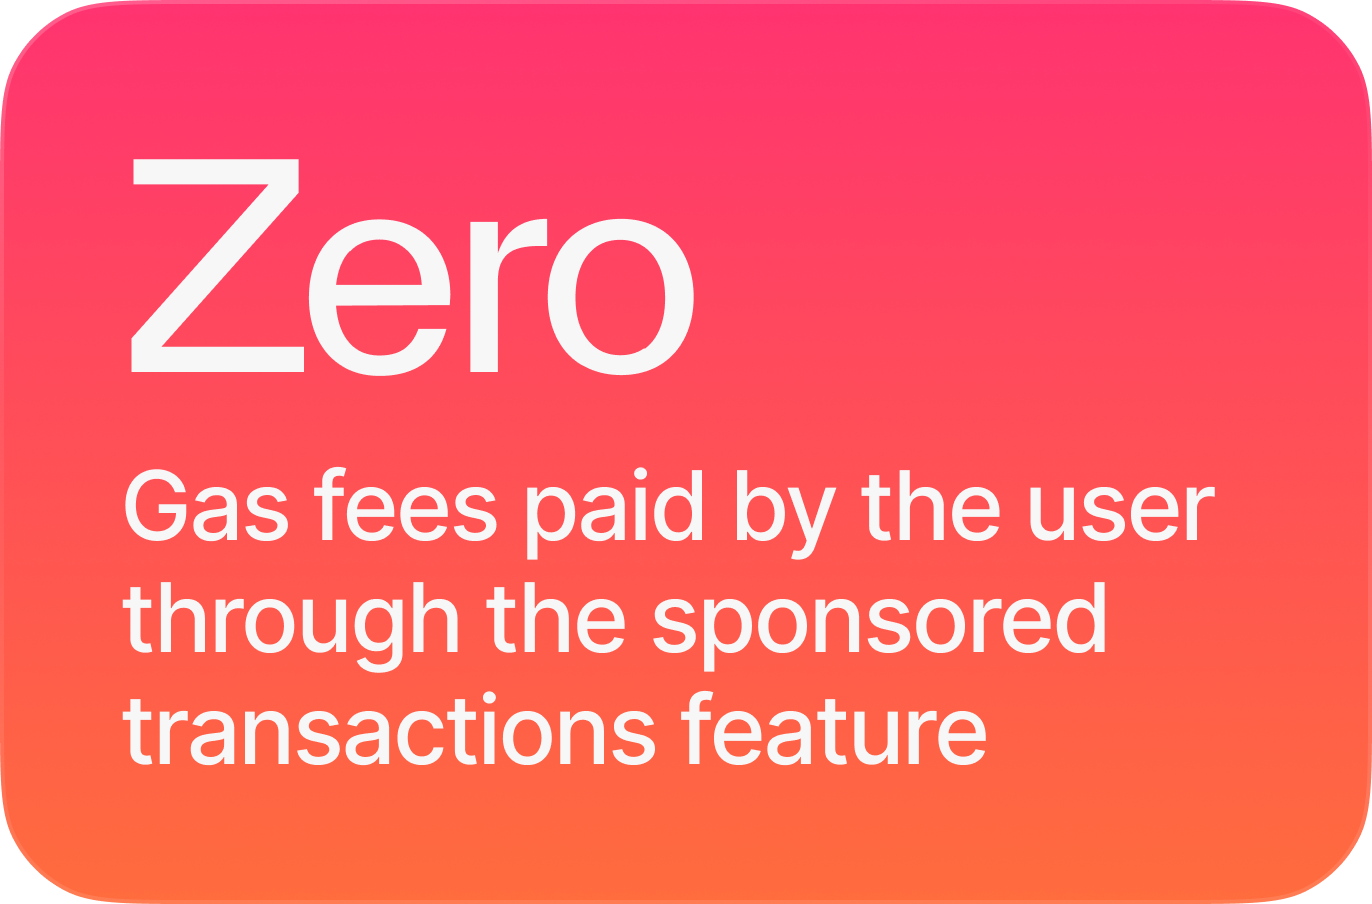 Zero
Gas fees paid by the user
through the sponsored
transactions feature